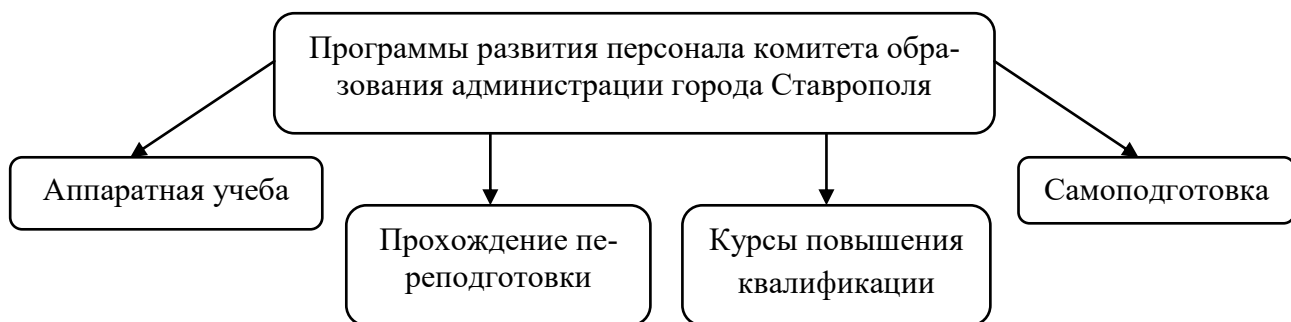 Программы развития персонала комитета обра-
зования администрации города Ставрополя
Аппаратная учеба
Самоподготовка
Прохождение пе-
реподготовки
Курсы повышения
квалификации